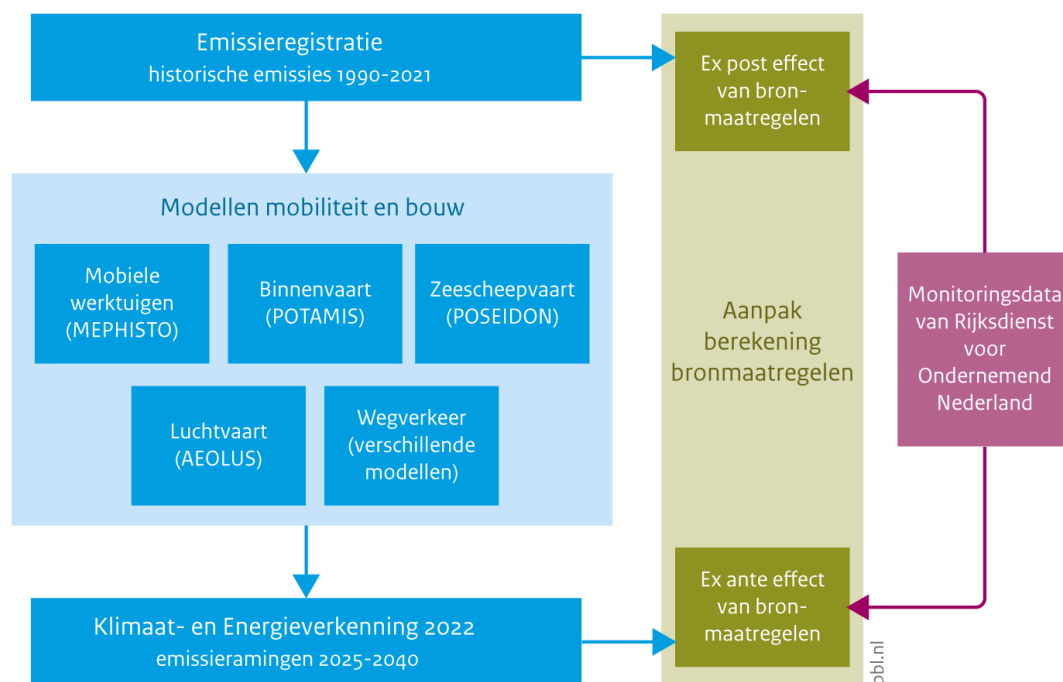 Emissieregistratie
historische emissies 1990-2021
Modellen mobiliteit en bouw
Mobiele
werktuigen
(MEPHISTO)
Binnenvaart
(POTAMIS)
Zeescheepvaart
(POSEIDON)
Luchtvaart
(AEOLUS)
Wegverkeer
(verschillende
modellen)
Klimaat- en Energieverkenning 2022
emissieramingen 2025-2040
Ex post effect
van bron-
maatregelen
Aanpak
berekening
bronmaatregelen
Ex ante effect
van bron-
maatregelen
Monitoringsdata
van Rijksdienst
voor
Ondernemend
Nederland
pbl.nl